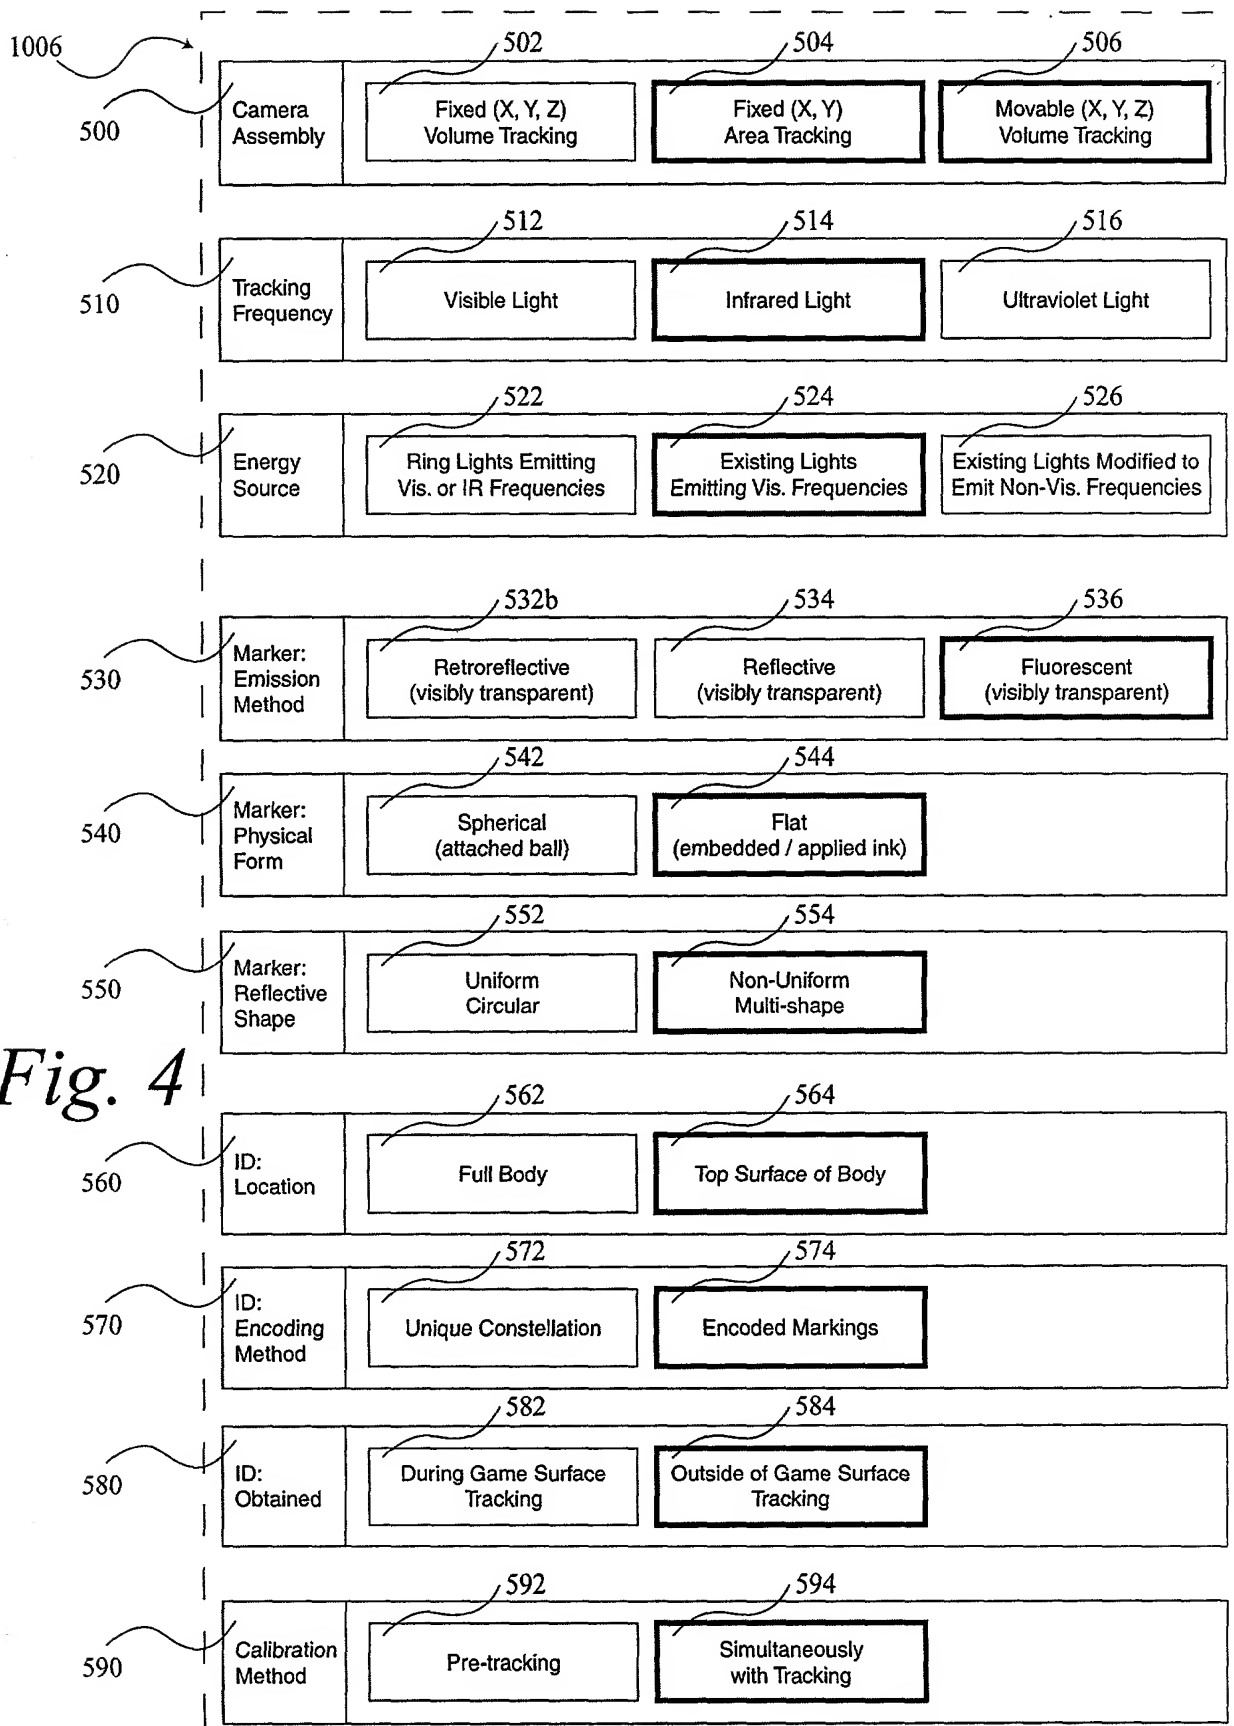 1006
502
504
506
500
Camera
Assembly
Fixed (X, Y, Z)
Volume Tracking
Fixed (X, Y)
Area Tracking
Movable (X, Y, Z)
Volume Tracking
512
514
516
510
Tracking
Frequency
Visible Light
Infrared Light
Ultraviolet Light
522
524
526
520
Energy
Source
Ring Lights Emitting
Vis. or IR Frequencies
Existing Lights
Emitting Vis. Frequencies
Existing Lights Modified to
Emit Non-Vis. Frequencies
532b
534
536
530
Marker:
Emission
Method
Retroreflective
(visibly transparent)
Reflective
(visibly transparent)
Fluorescent
(visibly transparent)
542
544
540
Marker:
Physical
Form
Spherical
(attached ball)
Flat
(embedded / applied ink)
552
554
550
Marker:
Reflective
Shape
Uniform
Circular
Non-Uniform
Multi-shape
Fig. 4
562
564
560
ID:
Location
Full Body
Top Surface of Body
572
574
570
ID:
Encoding
Method
Unique Constellation
Encoded Markings
582
584
580
ID:
Obtained
During Game Surface
Tracking
Outside of Game Surface
Tracking
592
594
590
Calibration
Method
Pre-tracking
Simultaneously
with Tracking